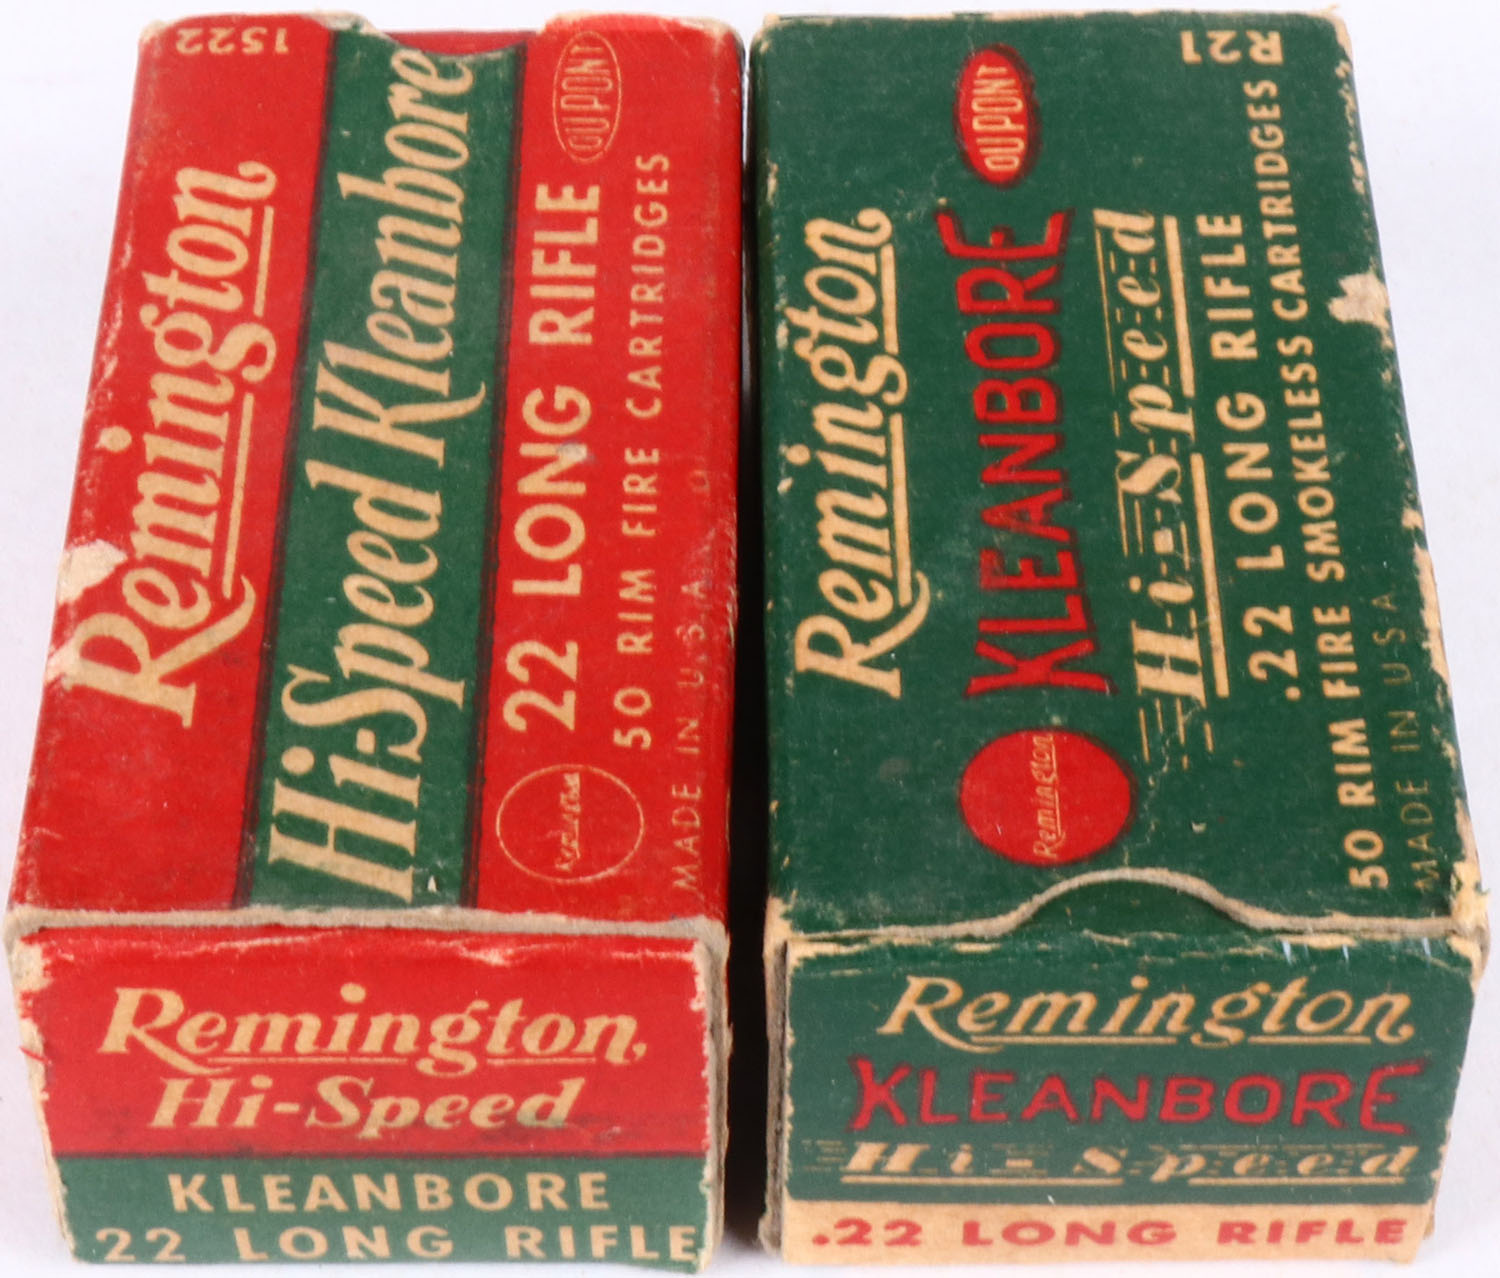 1522
Remington
Hi-Speed Kleanbore
22 LONG RIFLE
DUPONT
50 RIM FIRE CARTRIDGES
MADE IN U.S.A.
Remington,
Hi-Speed
KLEANBORE
22 LONG RIFLE
R21
Remington
KLEANBORE
DUPONT
Remington
Hi-Speed
.22 LONG RIFLE
50 RIM FIRE SMOKELESS CARTRIDGES
MADE IN U.S.A.
Remington,
KLEANBORE
Hi-Speed
.22 LONG RIFLE